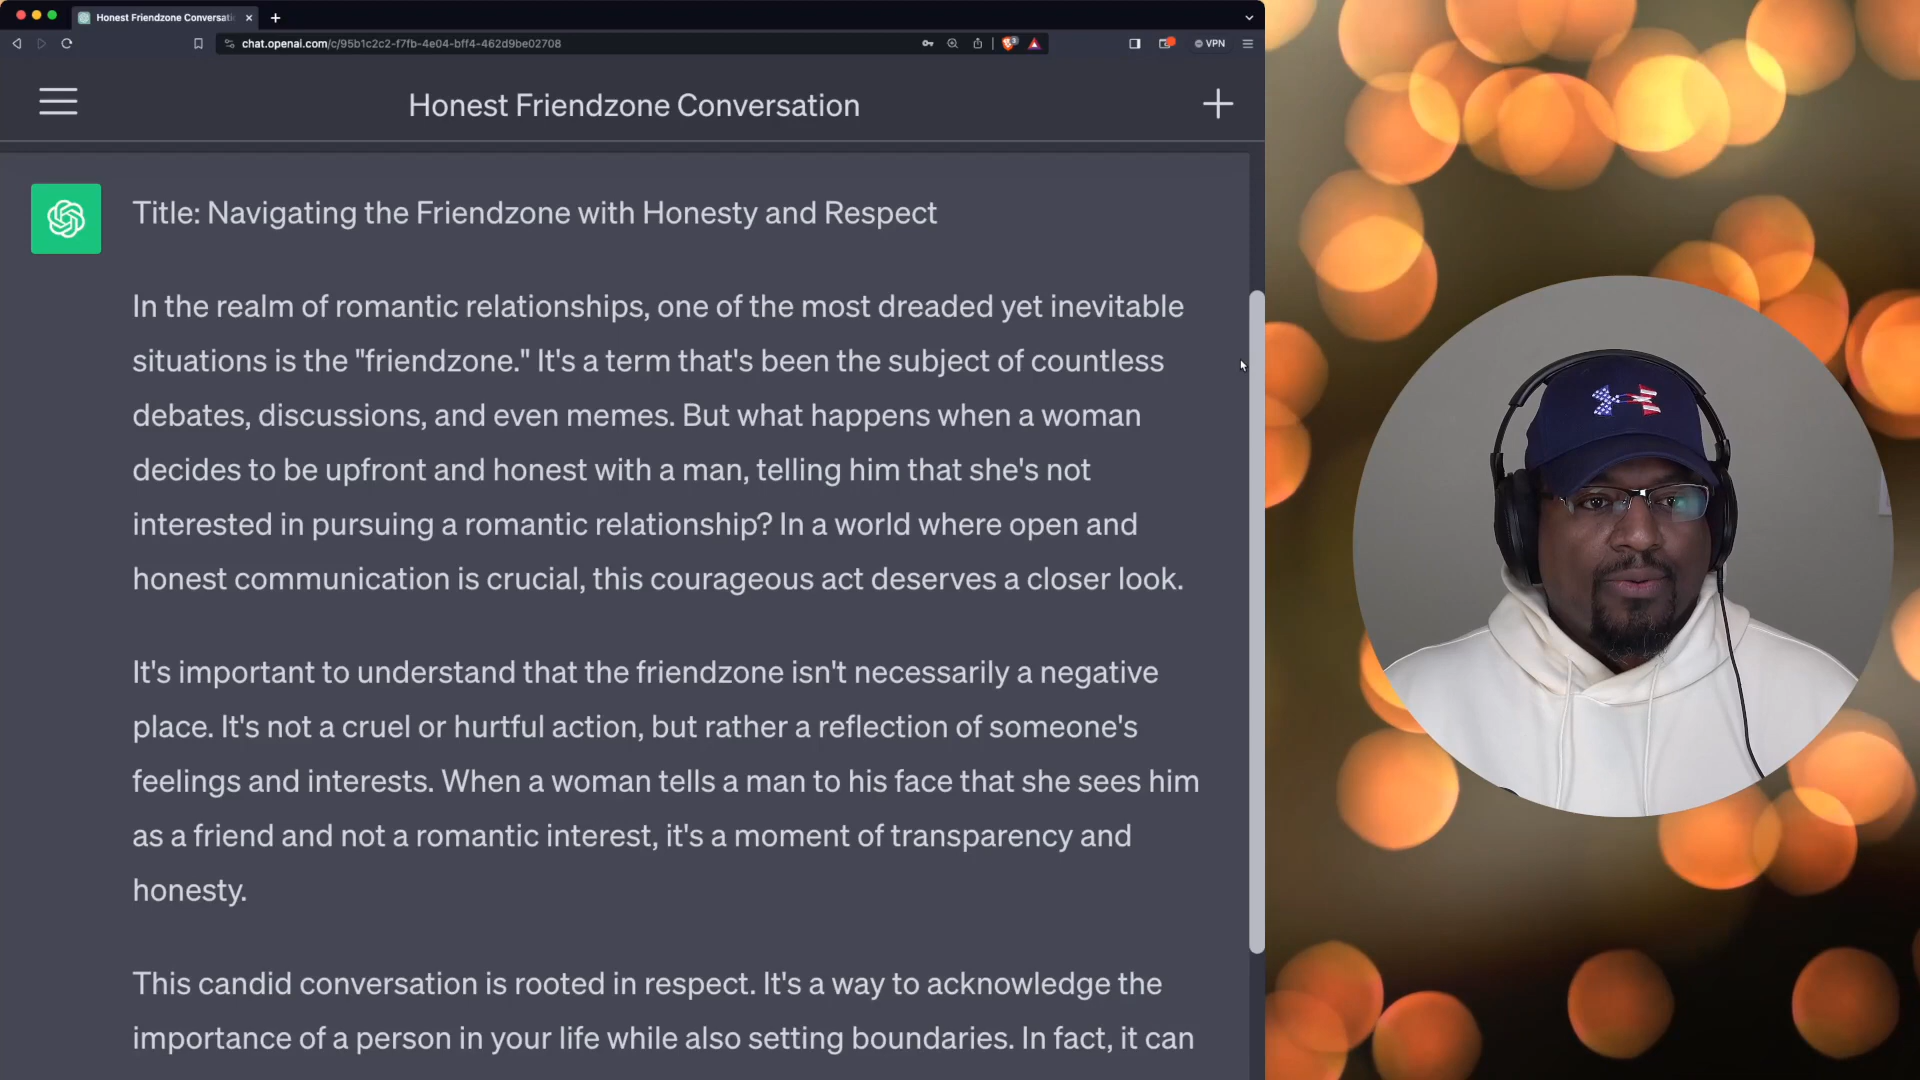 Honest Friendzone Conversati
chat.openai.com/c/95b1c2c2-f7fb-4e04-bff4-462d9be02708
VPN
Honest Friendzone Conversation
Title: Navigating the Friendzone with Honesty and Respect
In the realm of romantic relationships, one of the most dreaded yet inevitable
situations is the "friendzone." It's a term that's been the subject of countless
debates, discussions, and even memes. But what happens when a woman
decides to be upfront and honest with a man, telling him that she's not
interested in pursuing a romantic relationship? In a world where open and
honest communication is crucial, this courageous act deserves a closer look.
It's important to understand that the friendzone isn't necessarily a negative
place. It's not a cruel or hurtful action, but rather a reflection of someone's
feelings and interests. When a woman tells a man to his face that she sees him
as a friend and not a romantic interest, it's a moment of transparency and
honesty.
This candid conversation is rooted in respect. It's a way to acknowledge the
importance of a person in your life while also setting boundaries. In fact, it can